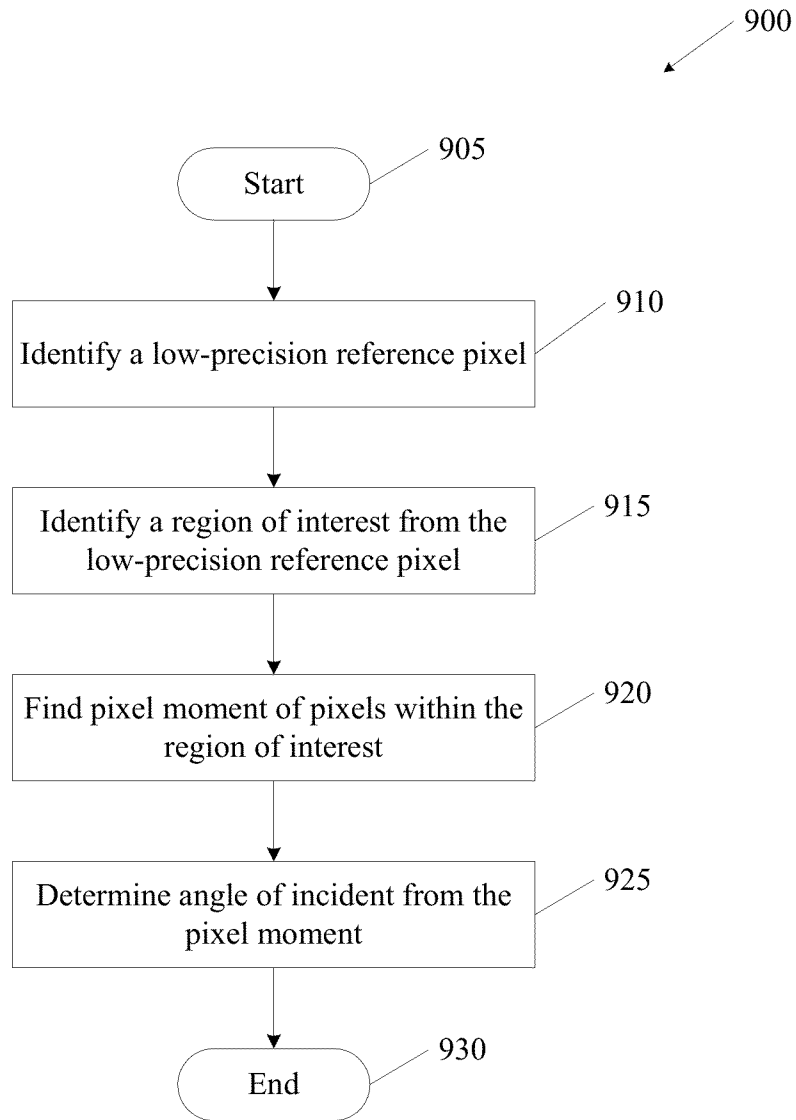 900
905
Start
910
Identify a low-precision reference pixel
915
Identify a region of interest from the
low-precision reference pixel
920
Find pixel moment of pixels within the
region of interest
925
Determine angle of incident from the
pixel moment
930
End